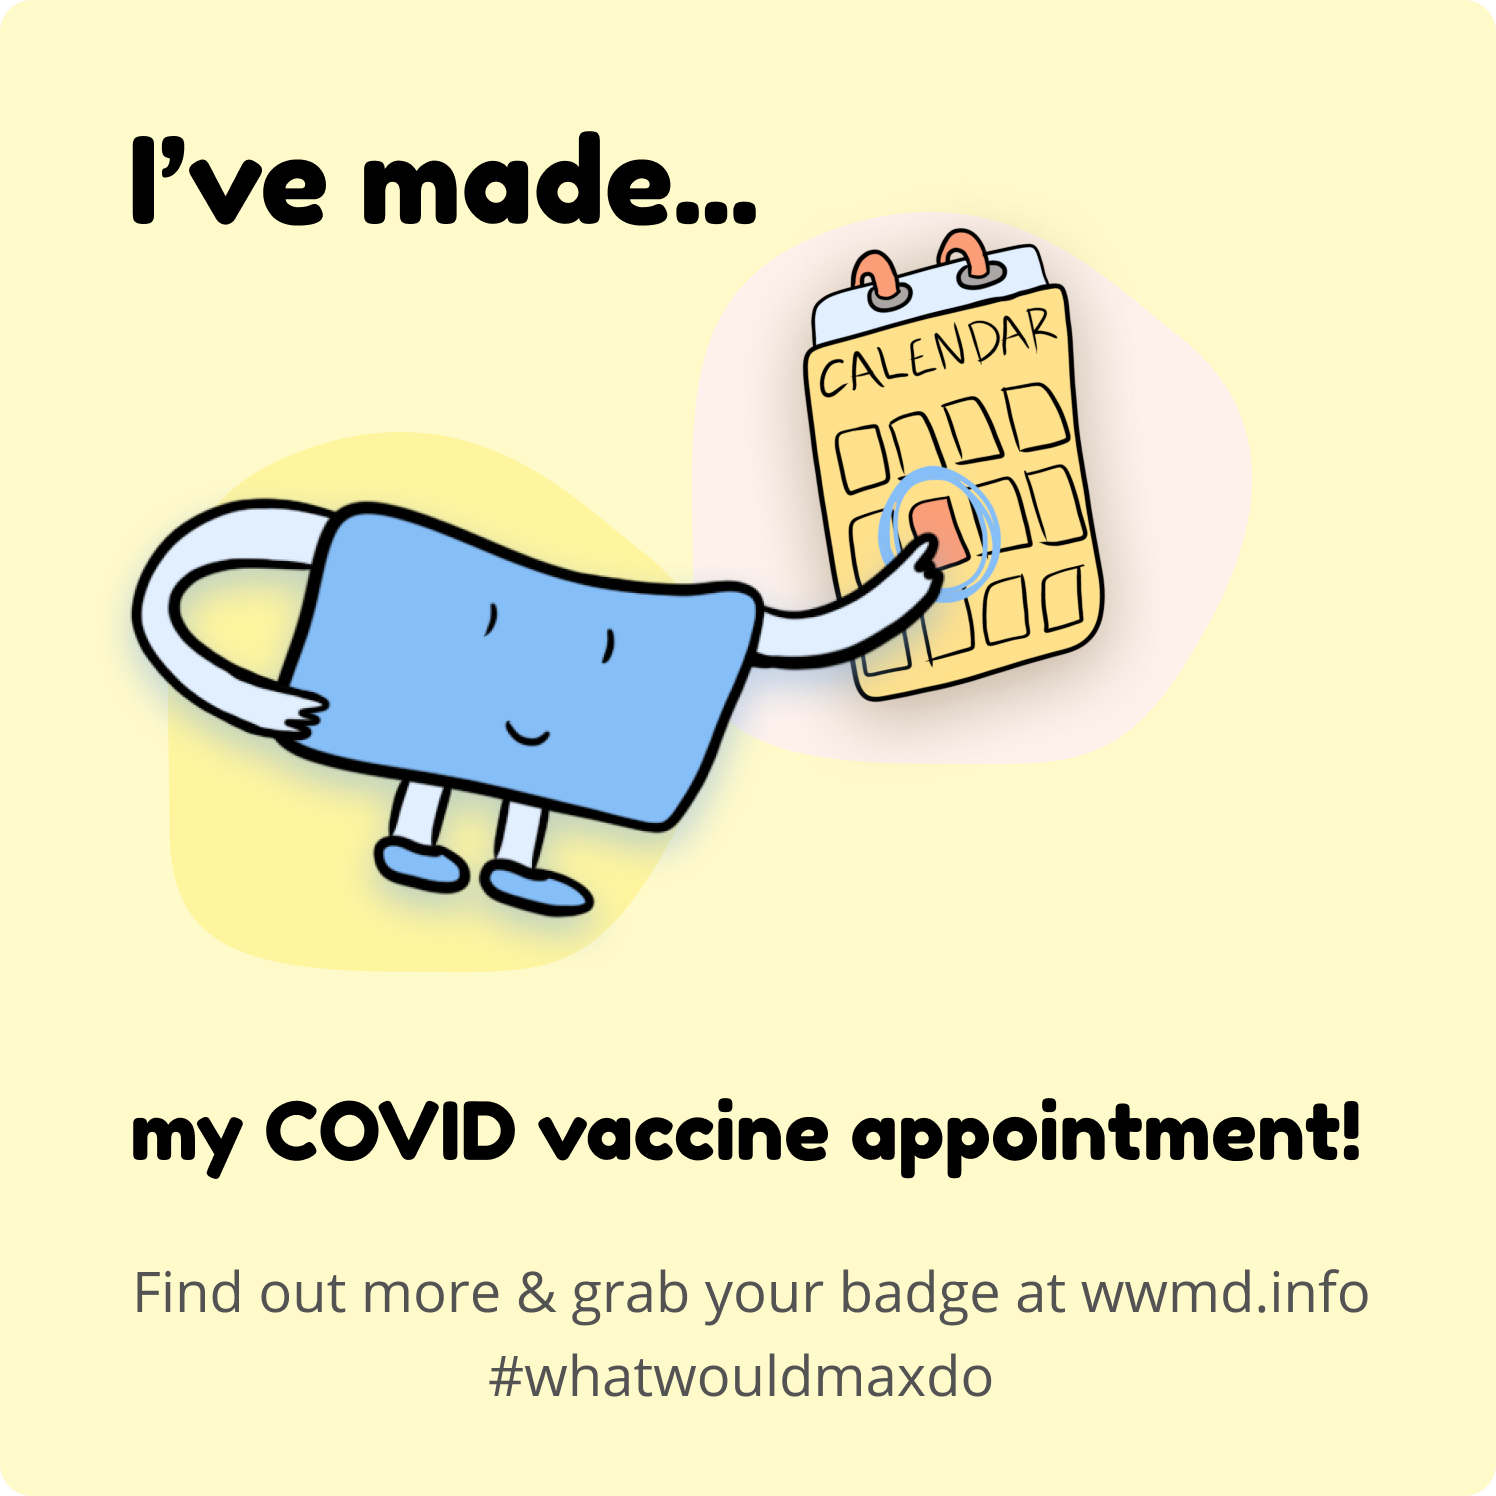 I’ve made...
CALENDAR
my COVID vaccine appointment!
Find out more & grab your badge at wwmd.info
#whatwouldmaxdo